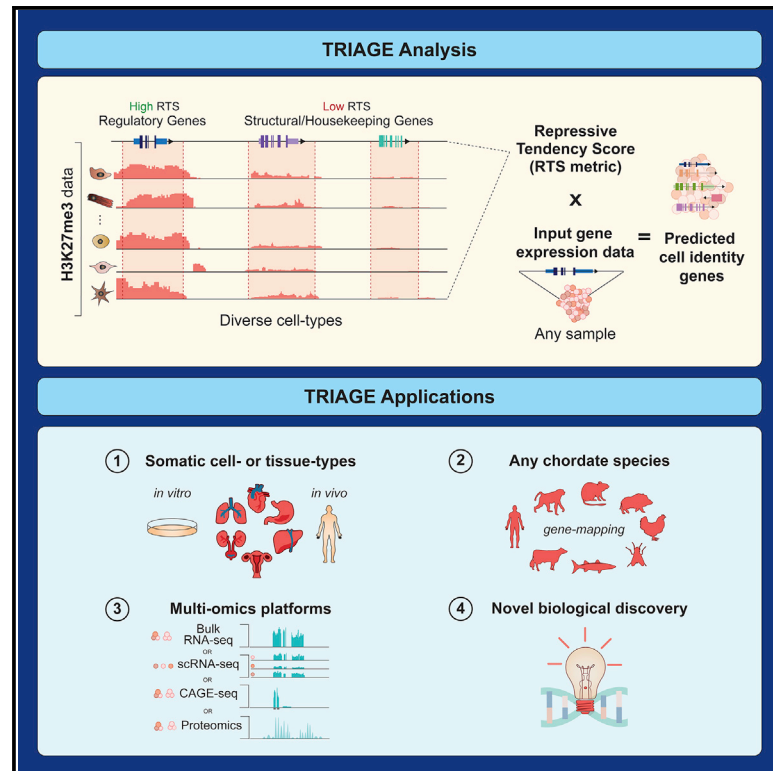 TRIAGE Analysis
High RTS
Regulatory Genes
Low RTS
Structural/Housekeeping Genes
H3K27me3 data
Diverse cell-types
Repressive
Tendency Score
(RTS metric)
x
Input gene
expression data
Any sample
=
Predicted
cell identity
genes
TRIAGE Applications
1 Somatic cell- or tissue-types
in vitro
in vivo
2 Any chordate species
gene-mapping
3 Multi-omics platforms
Bulk
RNA-seq
OR
scRNA-seq
OR
CAGE-seq
OR
Proteomics
4 Novel biological discovery